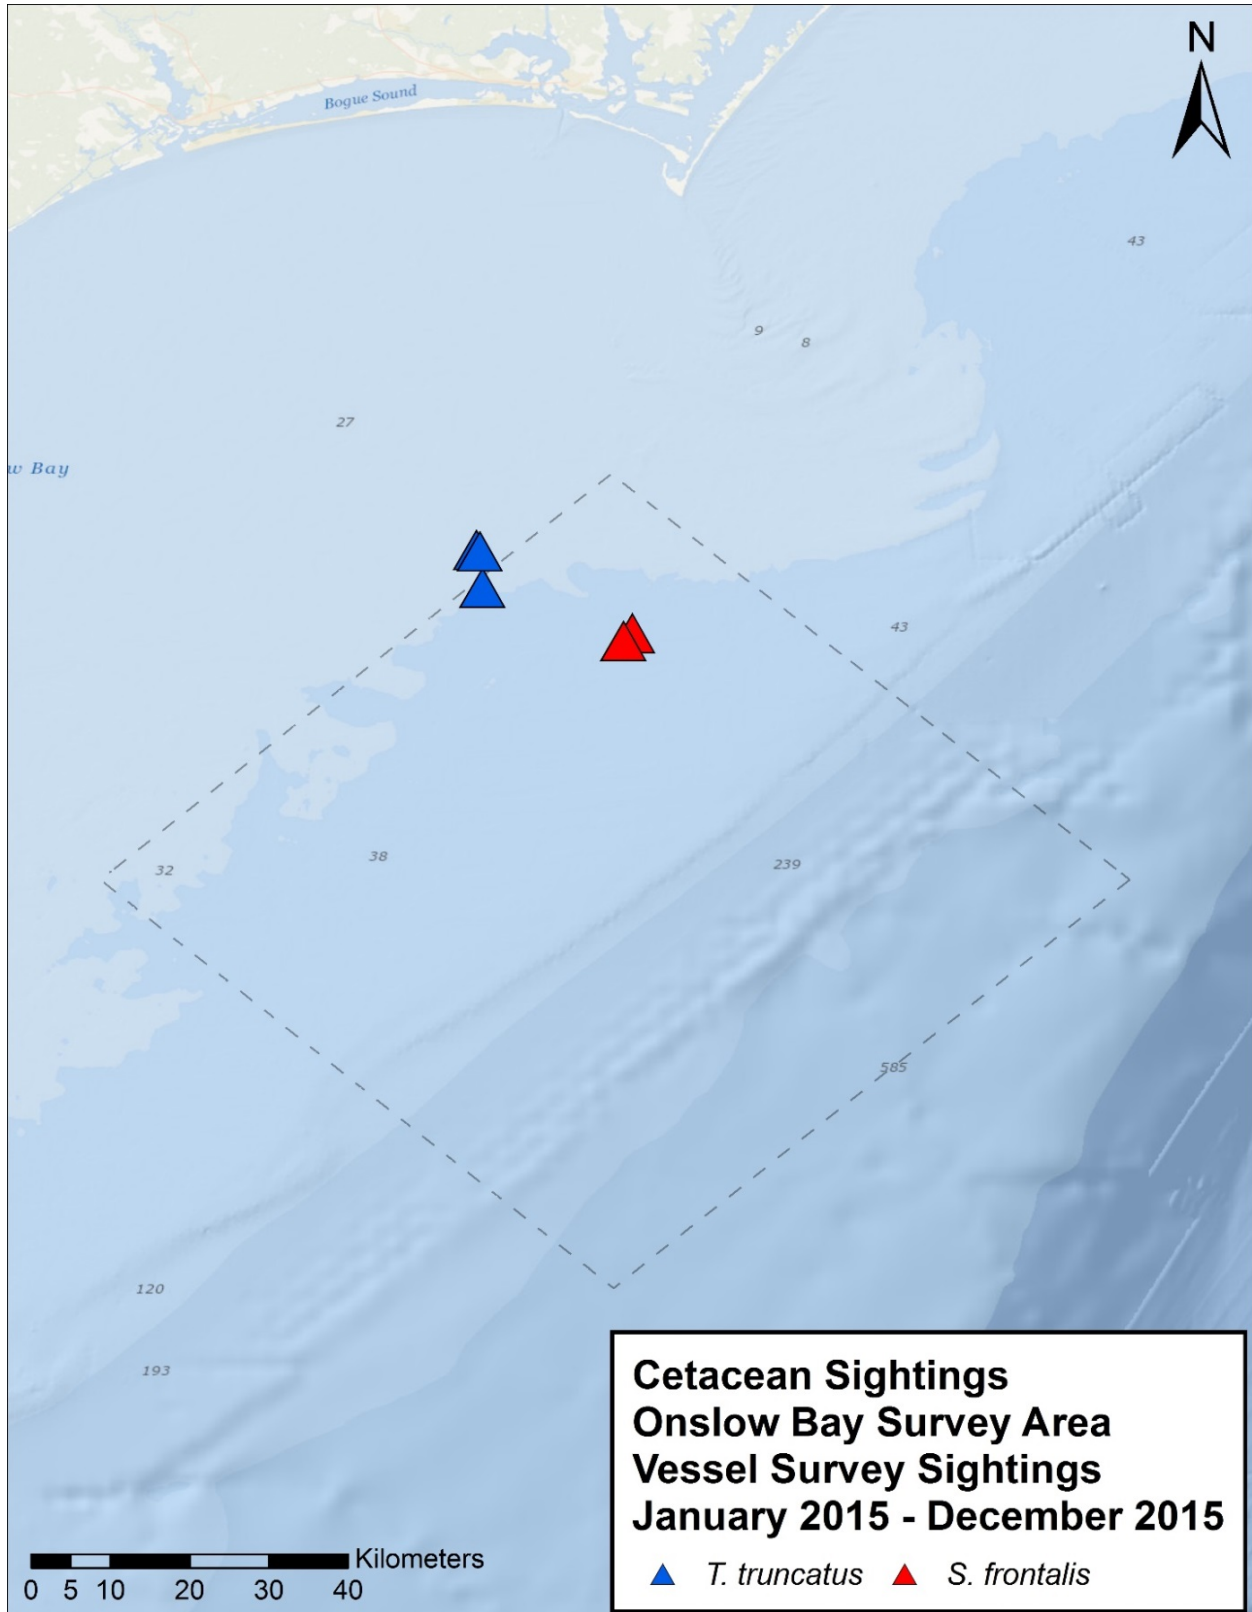 N
Bogue Sound
43
9
8
27
w Bay
43
32
38
239
585
120
193
Cetacean Sightings
Onslow Bay Survey Area
Vessel Survey Sightings
January 2015 - December 2015
T. truncatus S. frontalis
Kilometers
0 5 10 20 30 40